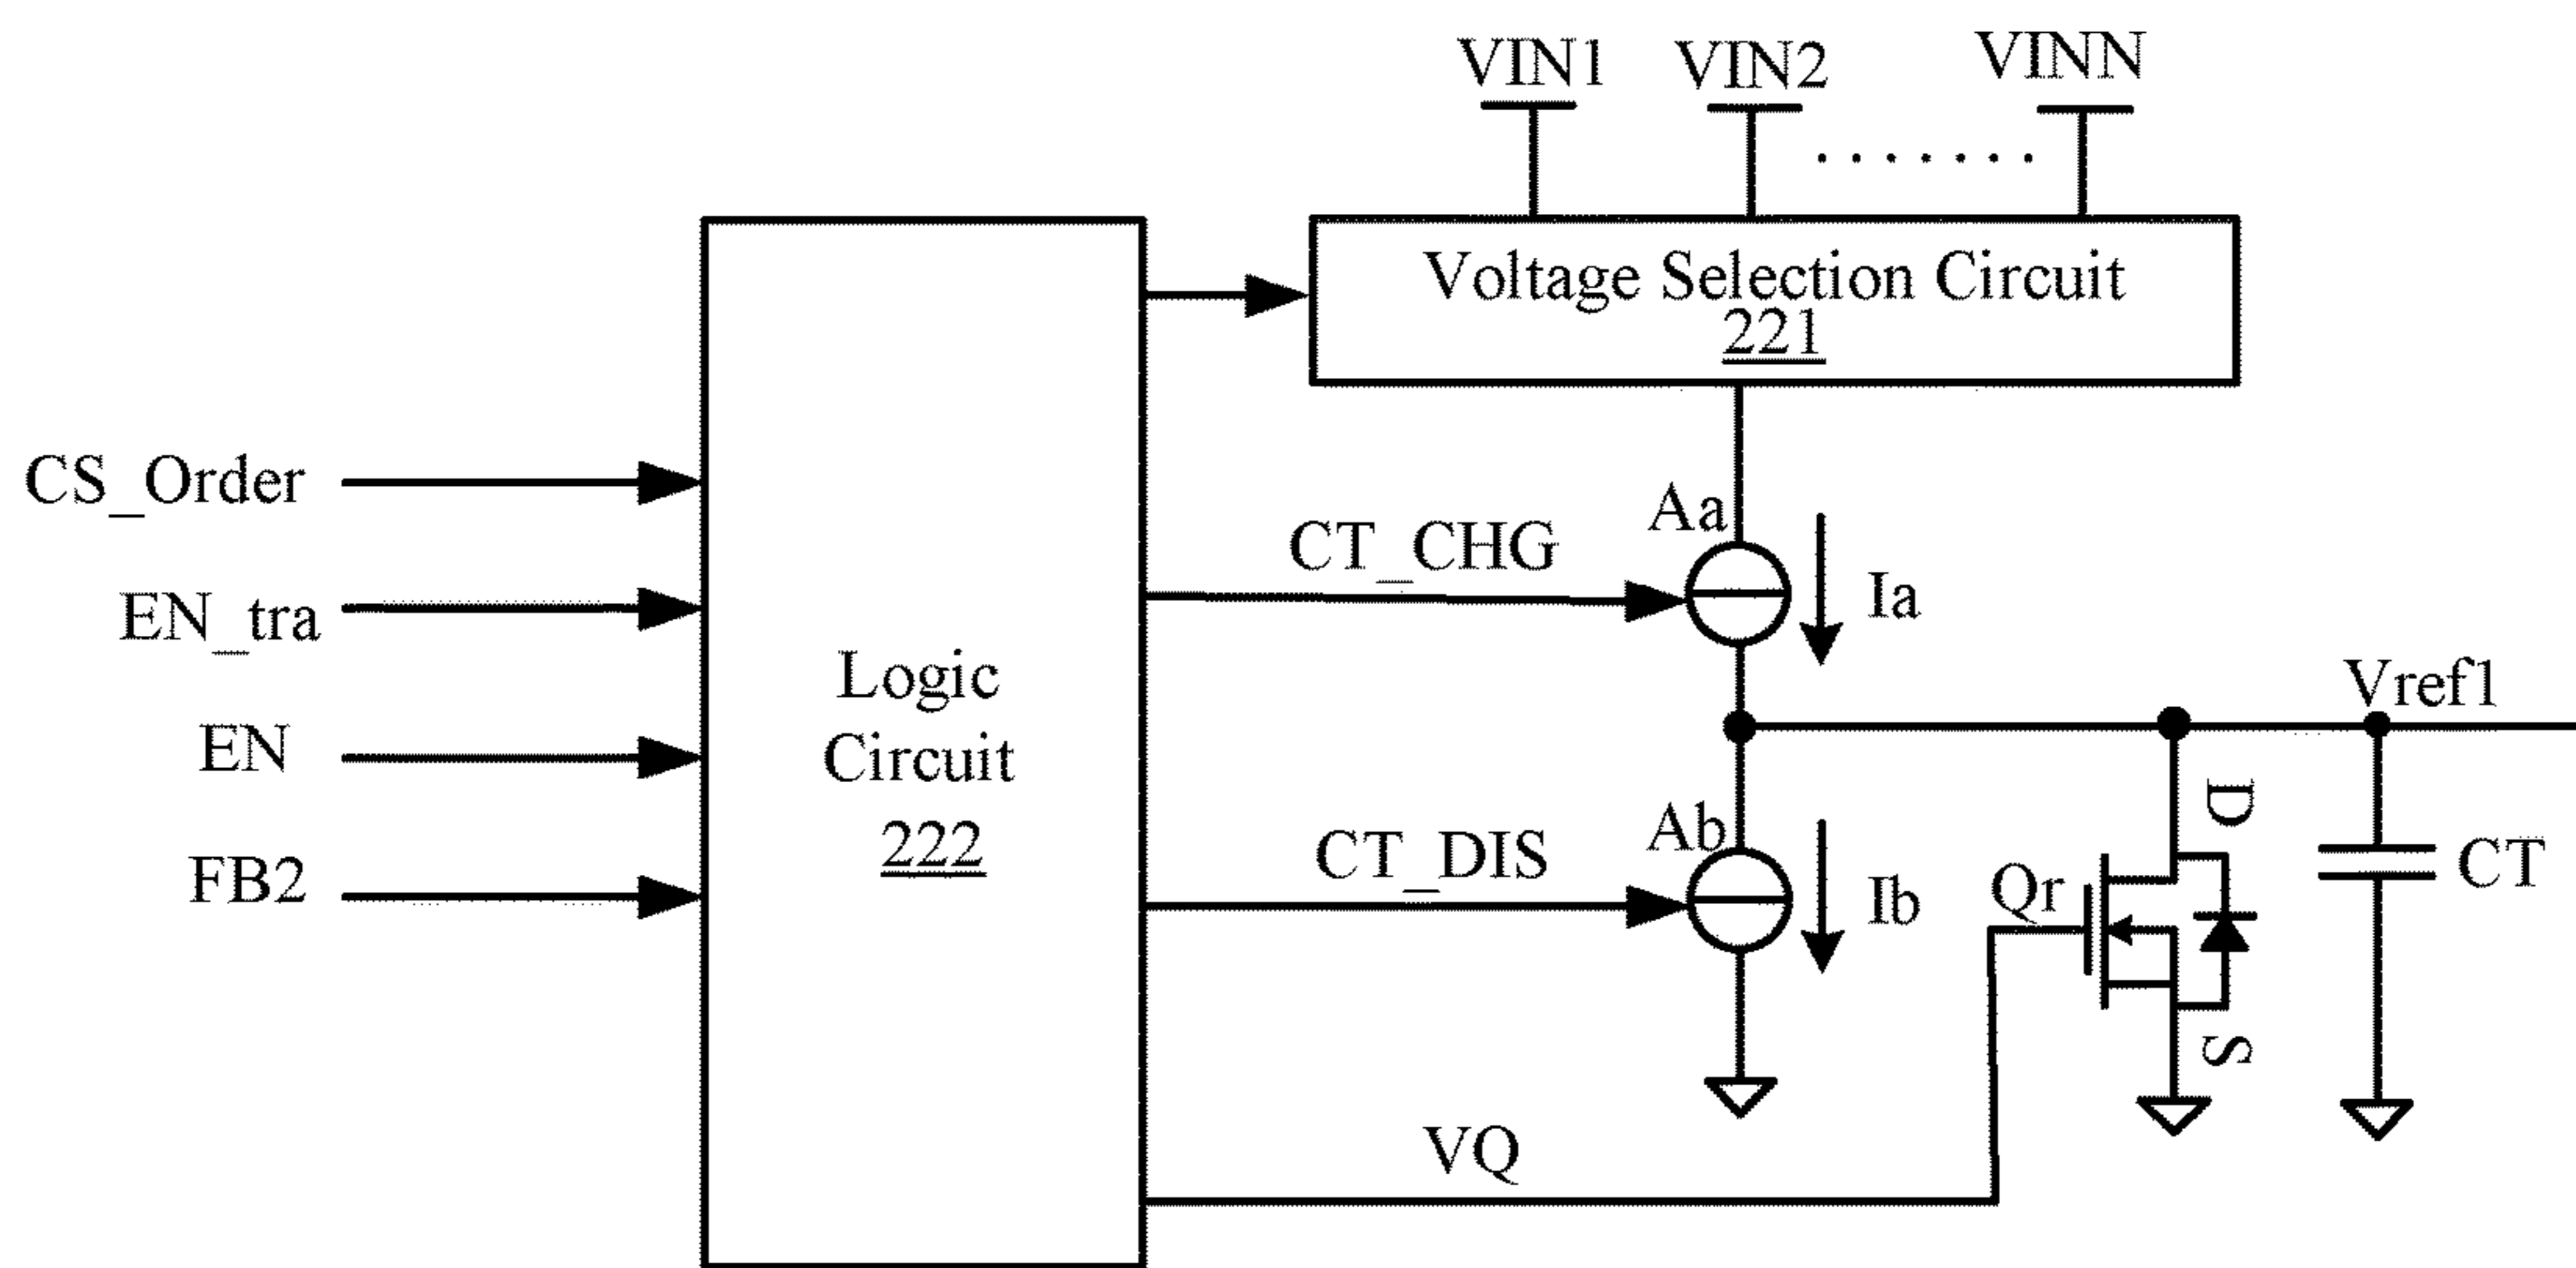 VIN1
VIN2
VINN
Voltage Selection Circuit
221
CS_Order
EN_tra
EN
FB2
Logic
Circuit
222
CT_CHG
Aa
Ia
Vref1
CT_DIS
Ab
Ib
Qr
D
S
CT
VQ